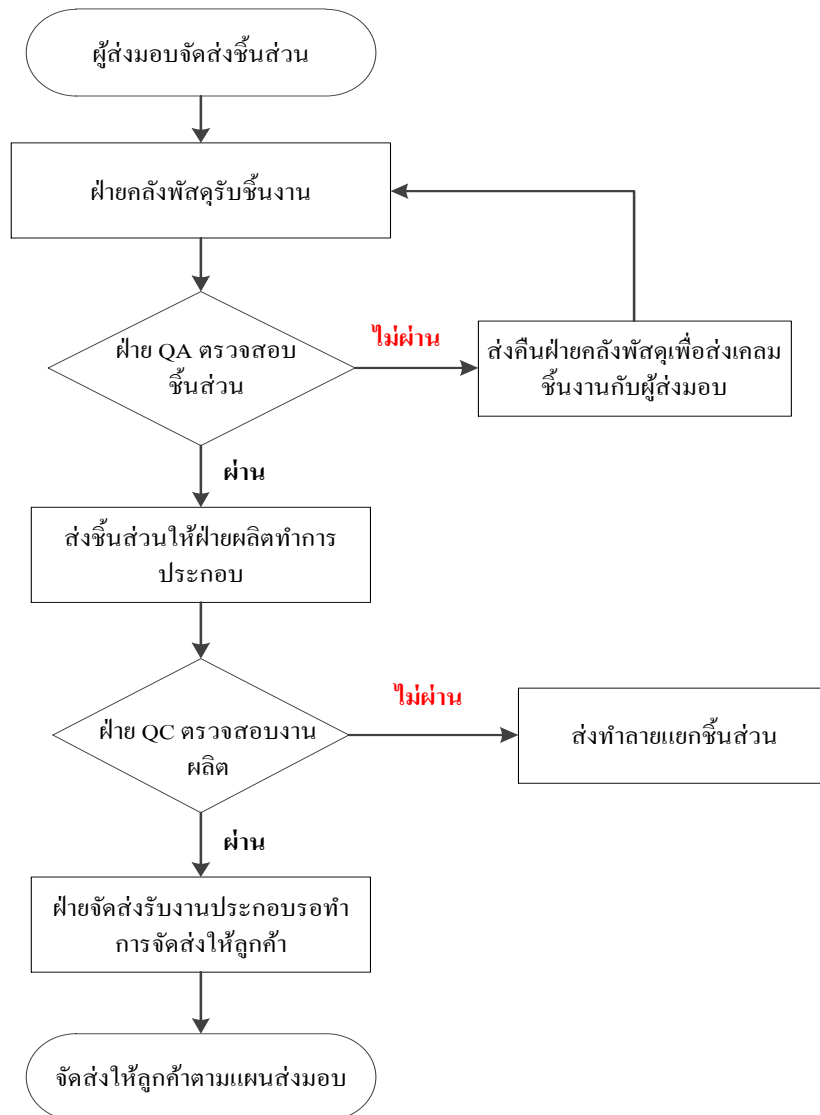 ผู้ส่งมอบจัดส่งชิ้นส่วน
ฝ่ายคลังพัสดุรับชิ้นงาน
ฝ่าย QA ตรวจสอบ
ชิ้นส่วน
ไม่ผ่าน
ส่งคืนฝ่ายคลังพัสดุเพื่อส่งเคลม
ชิ้นงานกับผู้ส่งมอบ
ผ่าน
ส่งชิ้นส่วนให้ฝ่ายผลิตทำการ
ประกอบ
ฝ่าย QC ตรวจสอบงาน
ผลิต
ไม่ผ่าน
ส่งทำลายแยกชิ้นส่วน
ผ่าน
ฝ่ายจัดส่งรับงานประกอบรอทำ
การจัดส่งให้ลูกค้า
จัดส่งให้ลูกค้าตามแผนส่งมอบ